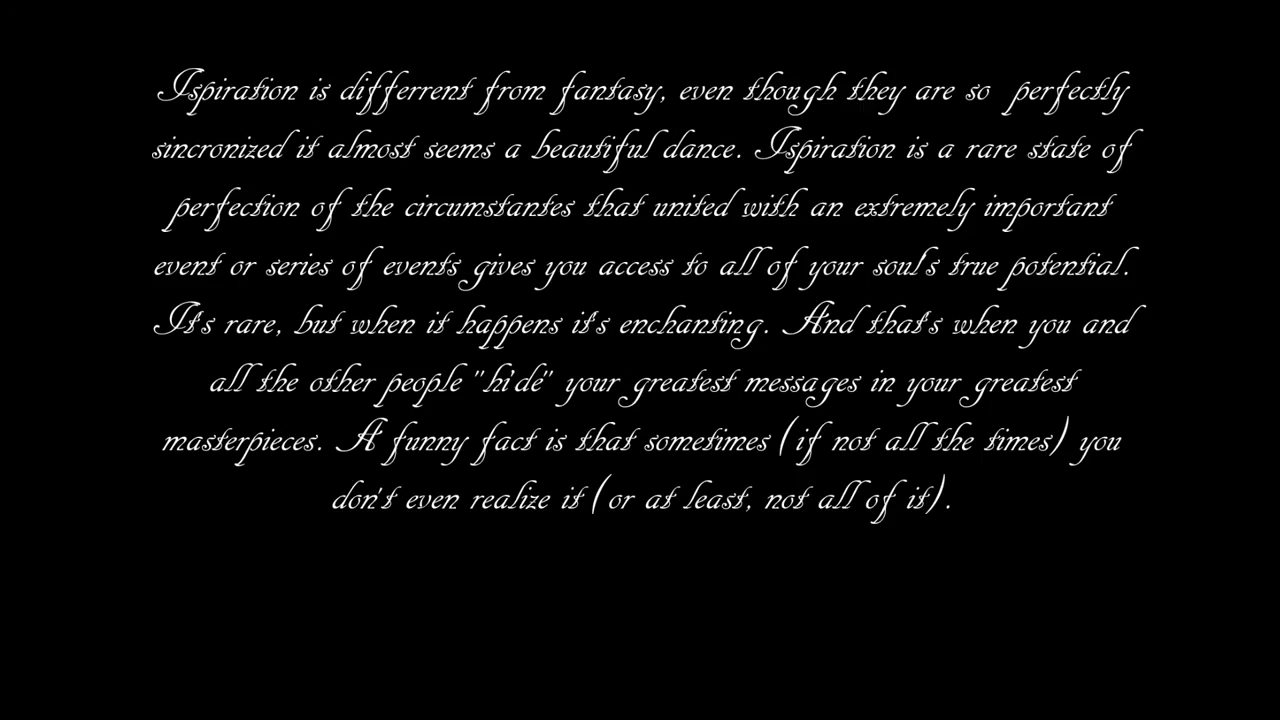 Ispiration is differrent from fantasy, even though they are so perfectly
sincronized it almost seems a beautiful dance. Ispiration is a rare state of
perfection of the circumstantes that united with an extremely important
event or series of events gives you access to all of your soul's true potential.
It's rare, but when it happens it's enchanting. And that's when you and
all the other people "hide" your greatest messages in your greatest
masterpieces. A funny fact is that sometimes (if not all the times) you
don't even realize it (or at least, not all of it).